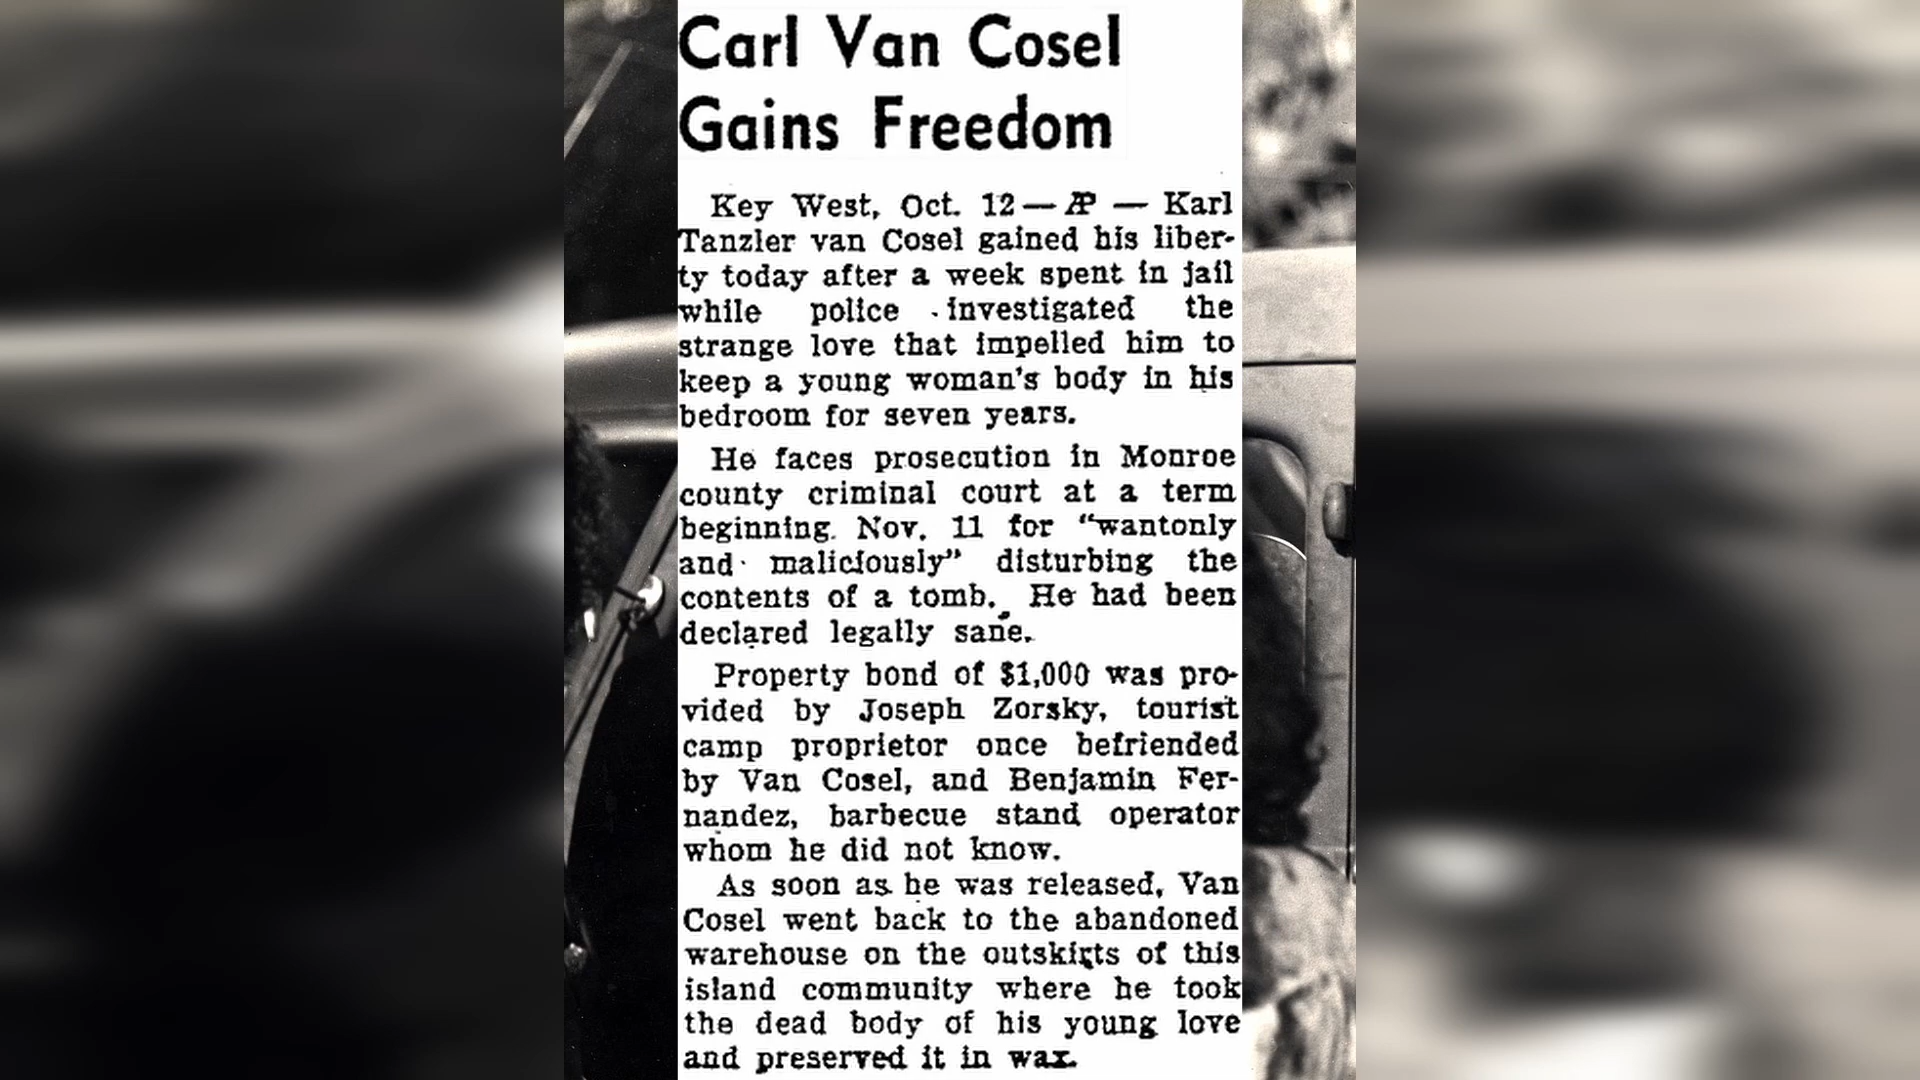 Carl Van Cosel
Gains Freedom
Key West, Oct. 12 — AP — Karl
Tanzler van Cosel gained his liber-
ty today after a week spent in jail
while police investigated the
strange love that impelled him to
keep a young woman's body in his
bedroom for seven years.
He faces prosecution in Monroe
county criminal court at a term
beginning Nov. 11 for "wantonly
and maliciously" disturbing the
contents of a tomb. He had been
declared legally sane.
Property bond of $1,000 was pro-
vided by Joseph Zorsky, tourist
camp proprietor once befriended
by Van Cosel, and Benjamin Fer-
nandez, barbecue stand operator
whom he did not know.
As soon as he was released, Van
Cosel went back to the abandoned
warehouse on the outskirts of this
island community where he took
the dead body of his young love
and preserved it in wax.